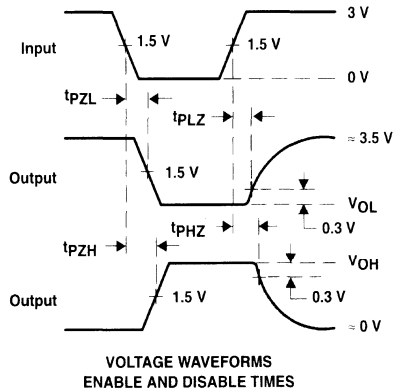 3 V
Input
1.5 V
1.5 V
0 V
tPZL
tPLZ
≈ 3.5 V
Output
1.5 V
VOL
0.3 V
tPZH
tPHZ
VOH
0.3 V
Output
1.5 V
≈ 0 V
VOLTAGE WAVEFORMS
ENABLE AND DISABLE TIMES